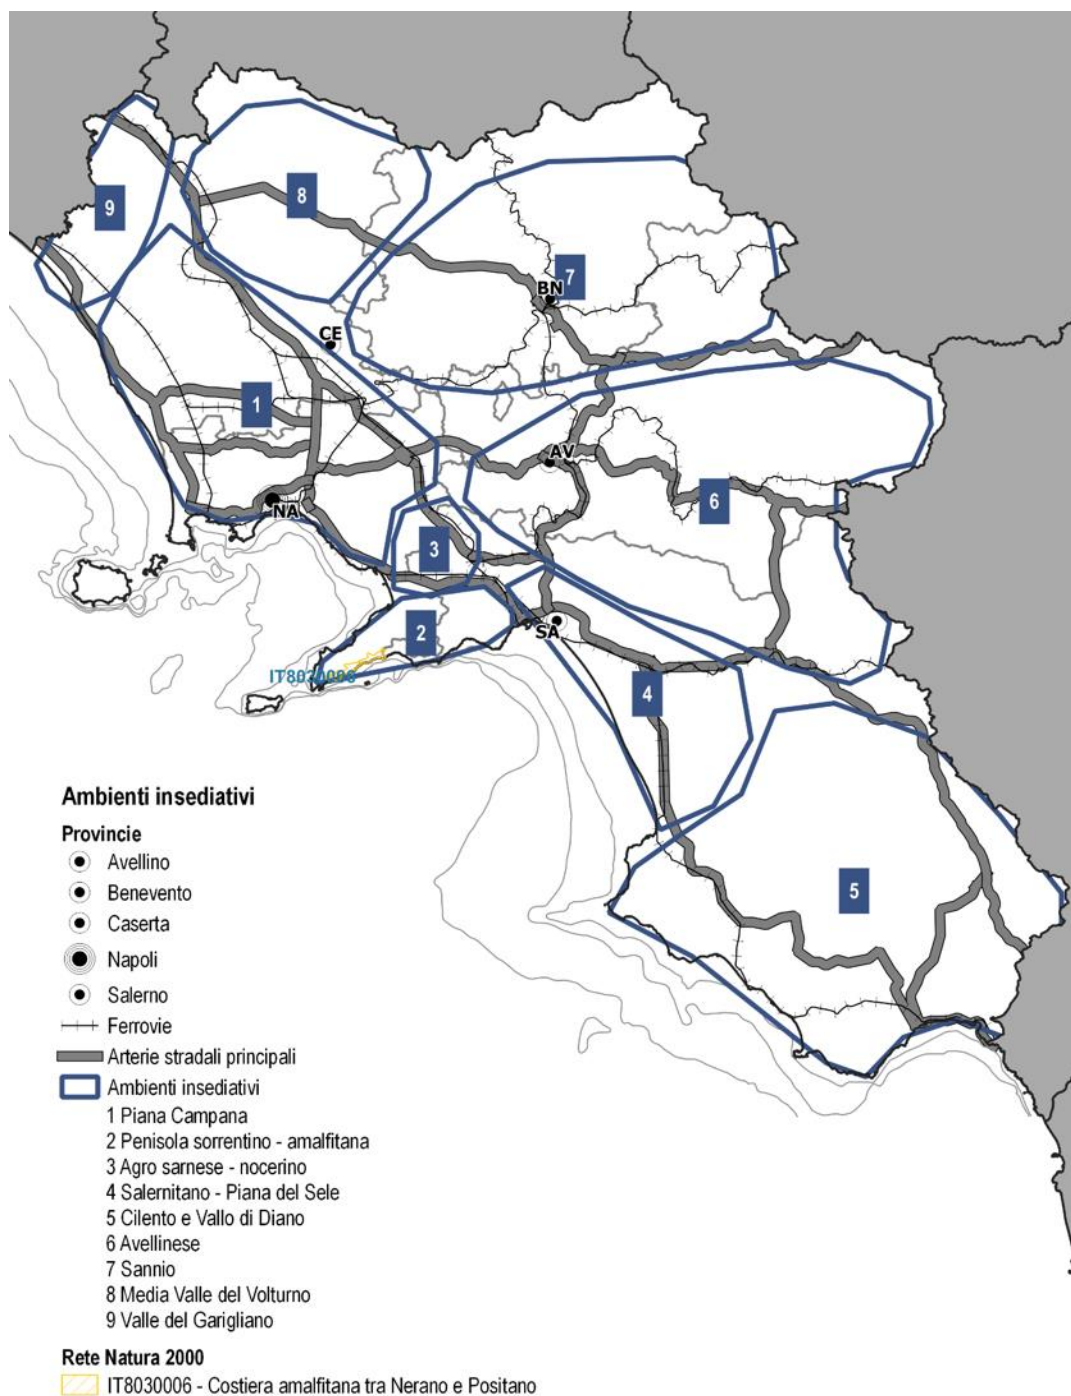 9
8
7
BN
CE
1
AV
6
NA
3
2
SA
IT8030006
4
5
Ambienti insediativi
Provincie
Avellino
Benevento
Caserta
Napoli
Salerno
Ferrovie
Arterie stradali principali
Ambienti insediativi
1 Piana Campana
2 Penisola sorrentino - amalfitana
3 Agro sarnese - nocerino
4 Salernitano - Piana del Sele
5 Cilento e Vallo di Diano
6 Avellinese
7 Sannio
8 Media Valle del Volturno
9 Valle del Garigliano
Rete Natura 2000
IT8030006 - Costiera amalfitana tra Nerano e Positano